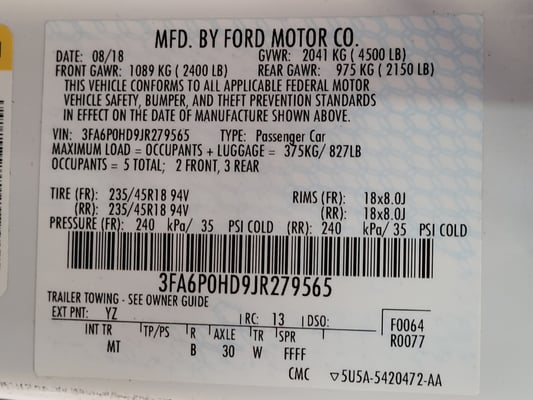 MFD. BY FORD MOTOR CO.
DATE: 08/18 GVWR: 2041 KG ( 4500 LB)
FRONT GAWR: 1089 KG ( 2400 LB) REAR GAWR: 975 KG ( 2150 LB)
THIS VEHICLE CONFORMS TO ALL APPLICABLE FEDERAL MOTOR
VEHICLE SAFETY, BUMPER, AND THEFT PREVENTION STANDARDS
IN EFFECT ON THE DATE OF MANUFACTURE SHOWN ABOVE.
VIN: 3FA6P0HD9JR279565 TYPE: Passenger Car
MAXIMUM LOAD = OCCUPANTS + LUGGAGE = 375KG/ 827LB
OCCUPANTS = 5 TOTAL; 2 FRONT, 3 REAR
TIRE (FR): 235/45R18 94V RIMS (FR): 18x8.0J
(RR): 235/45R18 94V (RR): 18x8.0J
PRESSURE (FR): 240 kPa/ 35 PSI COLD (RR): 240 kPa/ 35 PSI COLD
3FA6P0HD9JR279565
TRAILER TOWING - SEE OWNER GUIDE
EXT PNT: YZ RC: 13 DSO: F0064
R0077
INT TR TP/PS R AXLE TR SPR
MT B 30 W FFFF
CMC ▽5U5A-5420472-AA